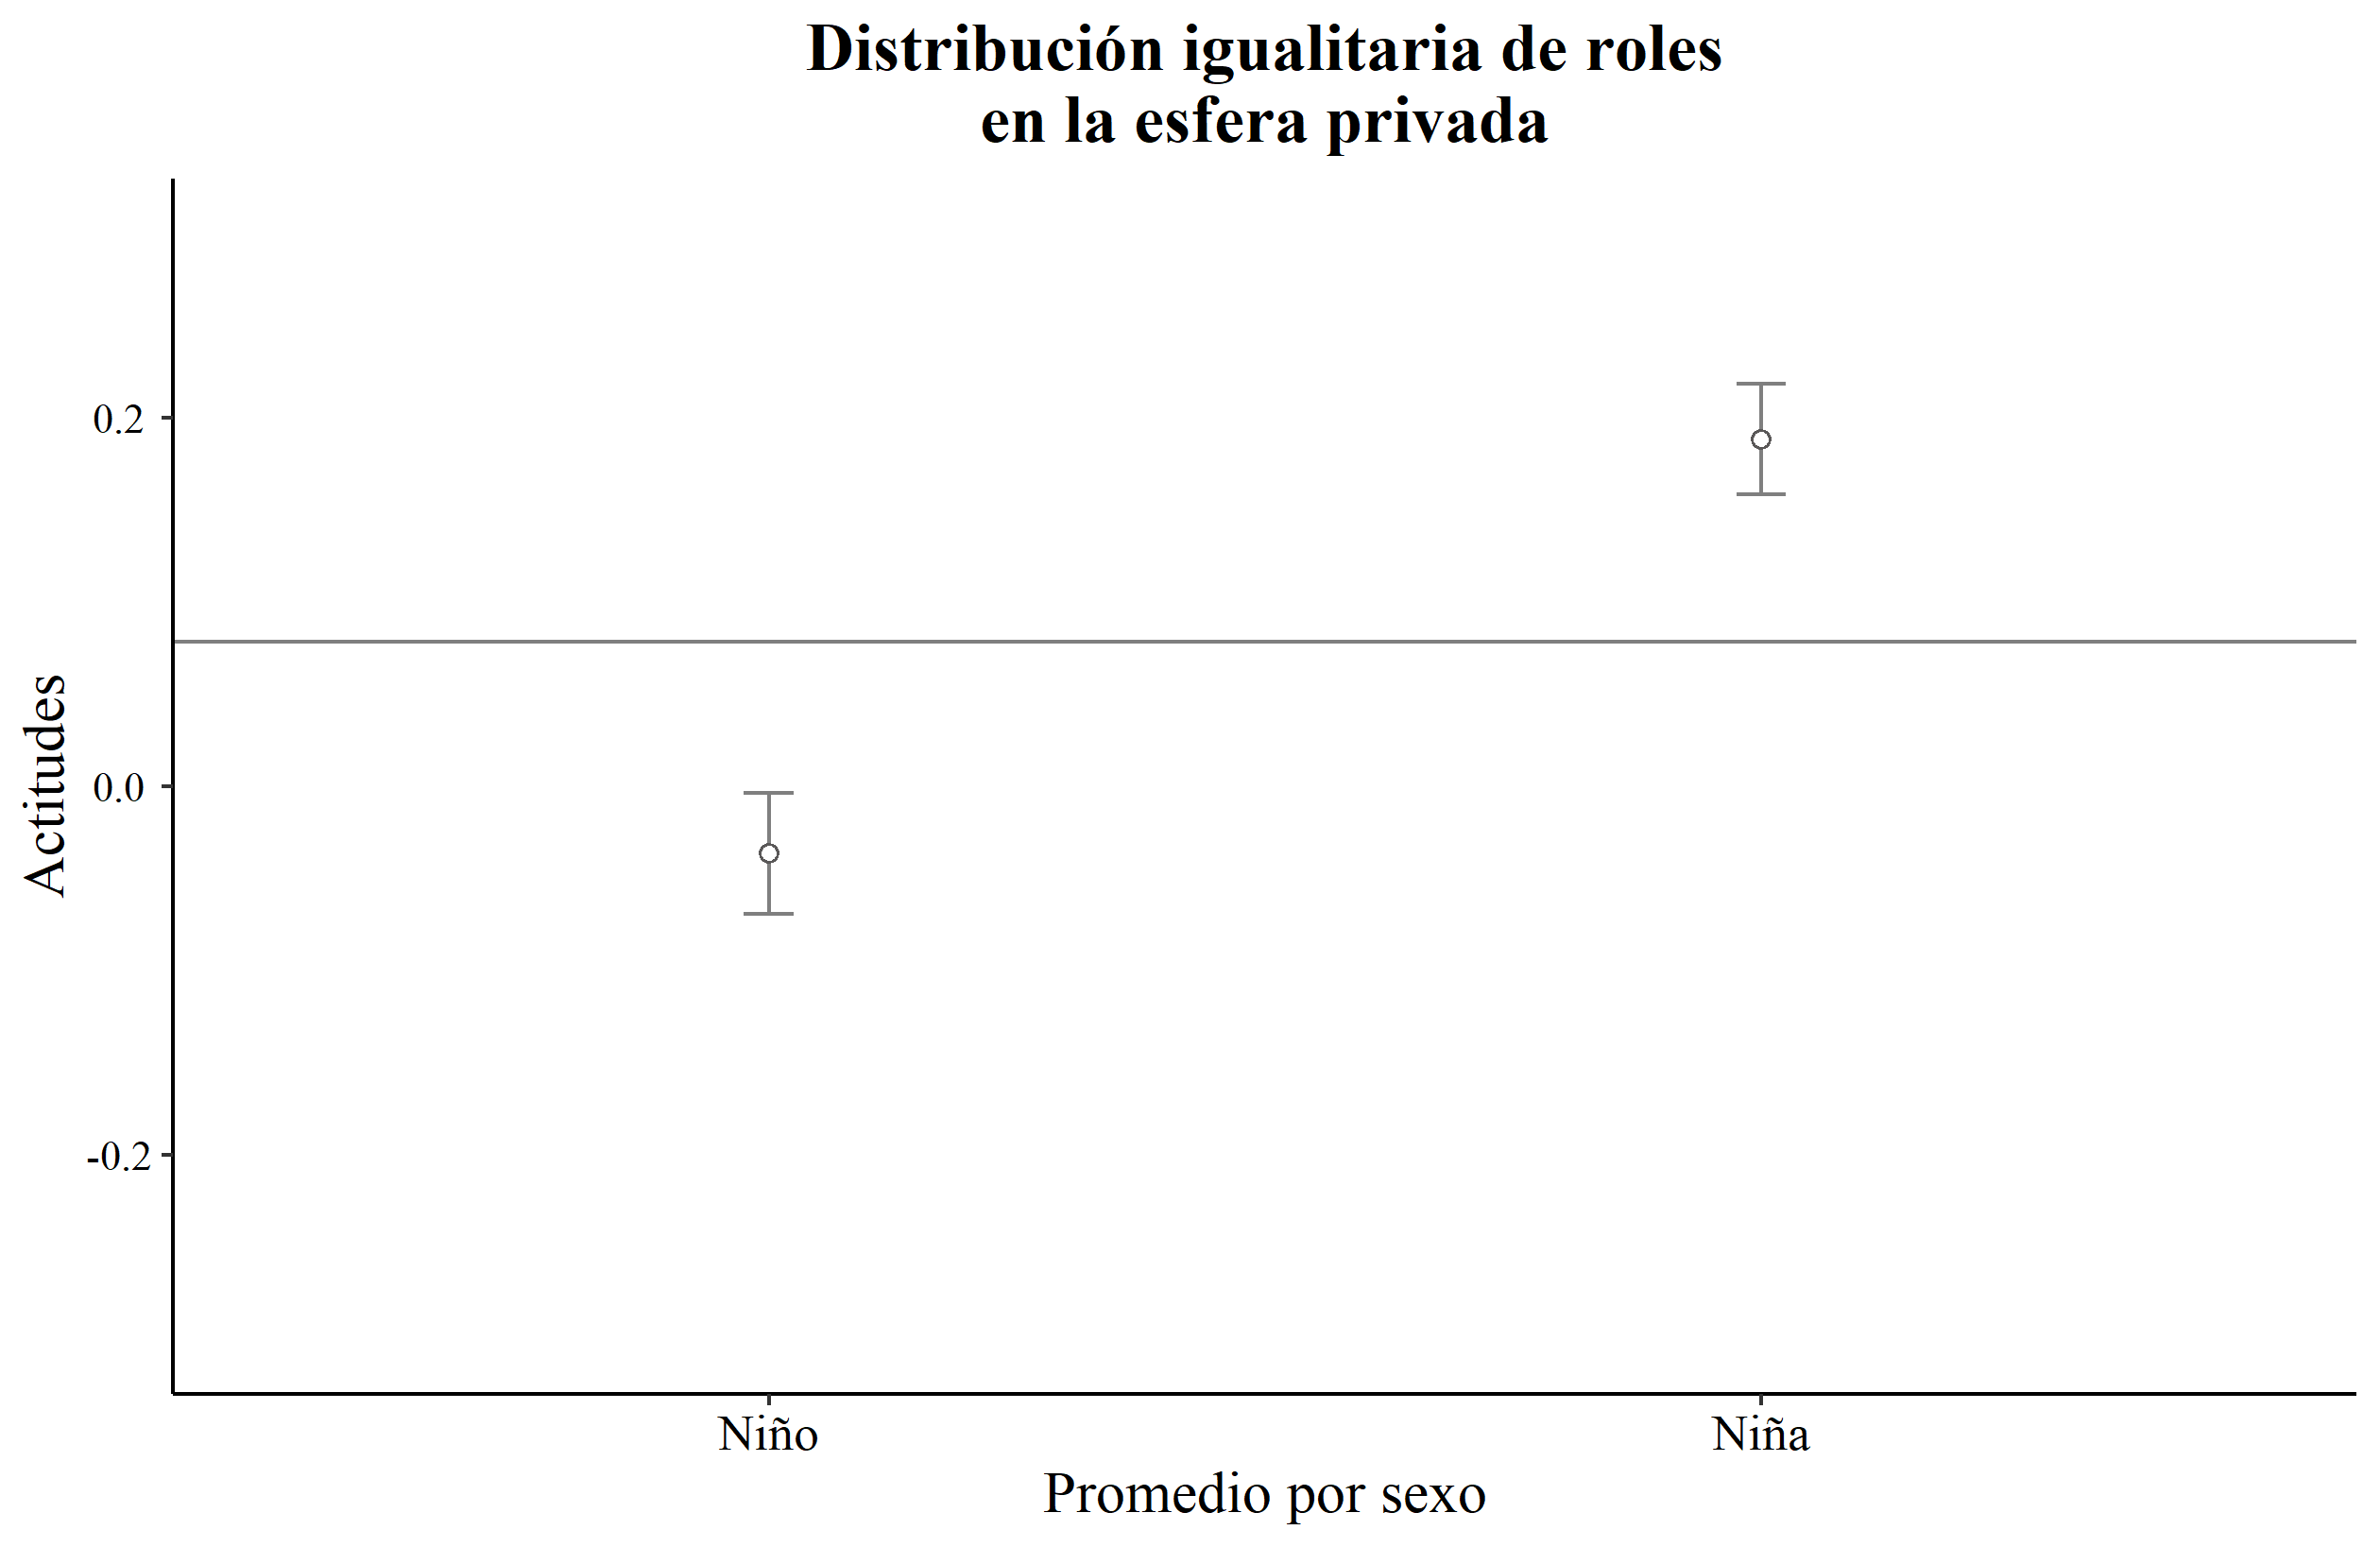 Distribución igualitaria de roles
en la esfera privada
Actitudes
0.2
0.0
-0.2
Niño
Niña
Promedio por sexo